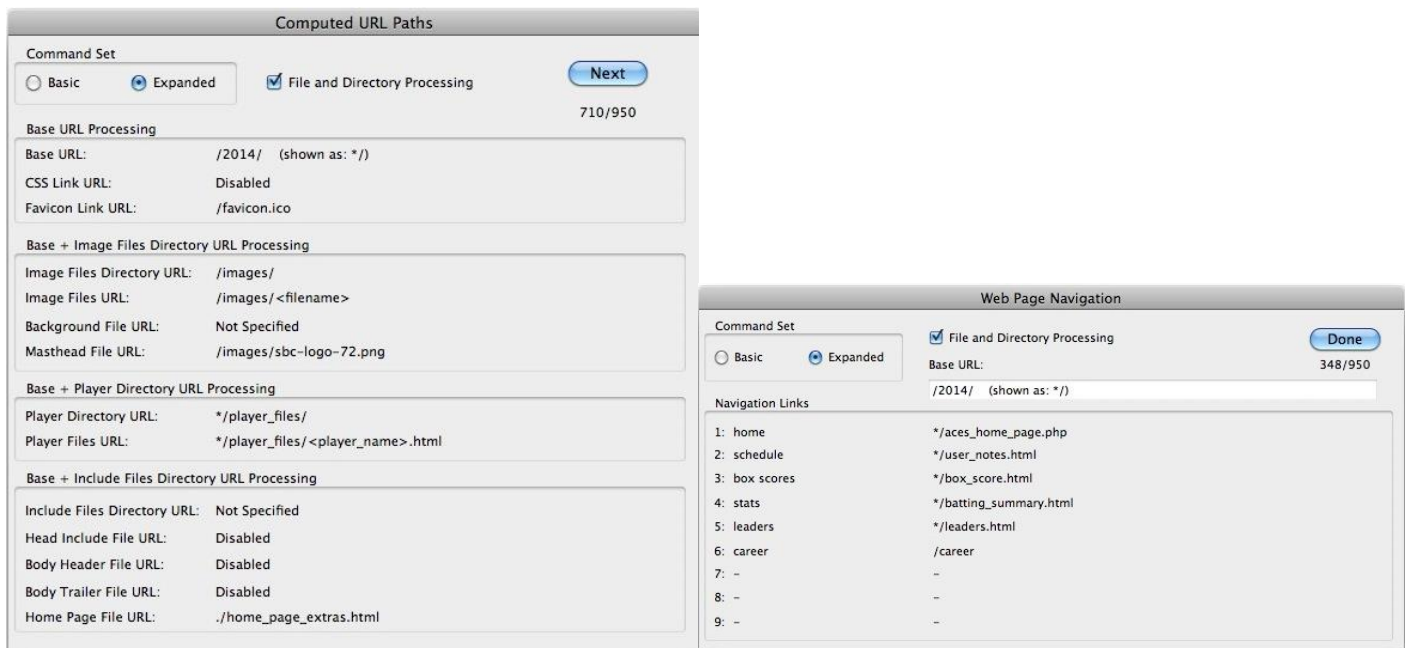 Computed URL Paths
Command Set
Basic Expanded File and Directory Processing Next
710/950
Base URL Processing
Base URL: /2014/ (shown as: */)
CSS Link URL: Disabled
Favicon Link URL: /favicon.ico
Base + Image Files Directory URL Processing
Image Files Directory URL: /images/
Image Files URL: /images/<filename>
Background File URL: Not Specified
Masthead File URL: /images/sbc-logo-72.png
Base + Player Directory URL Processing
Player Directory URL: */player_files/
Player Files URL: */player_files/<player_name>.html
Base + Include Files Directory URL Processing
Include Files Directory URL: Not Specified
Head Include File URL: Disabled
Body Header File URL: Disabled
Body Trailer File URL: Disabled
Home Page File URL: ./home_page_extras.html
Web Page Navigation
Command Set
File and Directory Processing Done
Basic Expanded
Base URL: 348/950
/2014/ (shown as: */)
Navigation Links
1: home */aces_home_page.php
2: schedule */user_notes.html
3: box scores */box_score.html
4: stats */batting_summary.html
5: leaders */leaders.html
6: career /career
7: – –
8: – –
9: – –